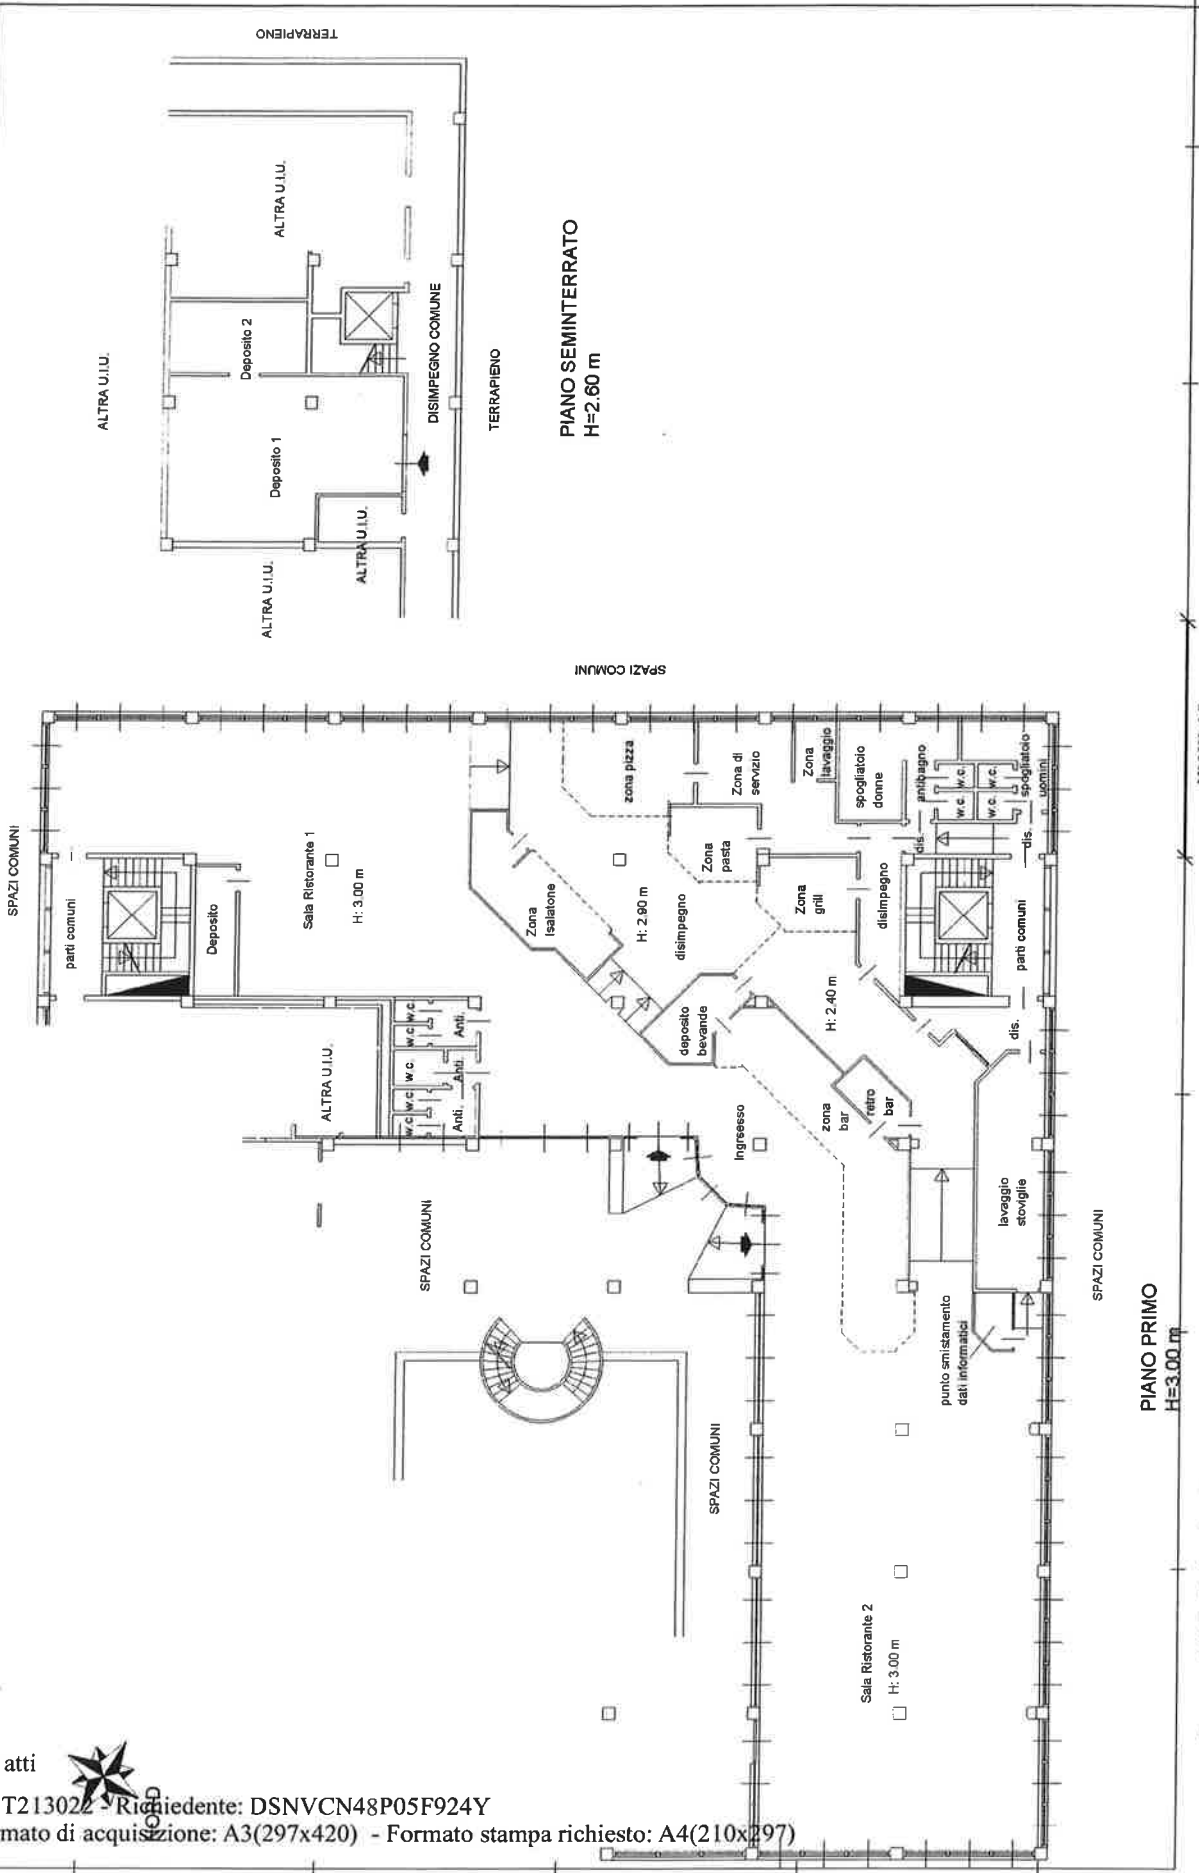 TERRAPIENO
ALTRA U.I.U.
ALTRA U.I.U.
Deposito 2
DISIMPEGNO COMUNE
TERRAPIENO
PIANO SEMINTERRATO
H=2.60 m
Deposito 1
ALTRA U.I.U.
ALTRA U.I.U.
SPAZI COMUNI
SPAZI COMUNI
parti comuni
Deposito
Sala Ristorante 1
H: 3.00 m
zona pizza
Zona di
servizio
Zona
lavaggio
spogliatoio
donne
antibagno
w.c.
w.c.
w.c.
w.c.
spogliatoio
uomini
dis.
dis.
Zona
Isalatone
H: 2.90 m
disimpegno
Zona
pasta
Zona
grill
disimpegno
parti comuni
dis.
ALTRA U.I.U.
w.c.
w.c.
w.c.
w.c.
w.c.
Anti.
Anti.
Anti.
deposito
bevande
H: 2.40 m
Ingrsesso
zona
bar
retro
bar
lavaggio
stoviglie
SPAZI COMUNI
SPAZI COMUNI
punto smistamento
dati informatici
PIANO PRIMO
H=3.00 m
SPAZI COMUNI
Sala Ristorante 2
H: 3.00 m
NORD
atti
T213022 - Richiedente: DSNVCN48P05F924Y
mato di acquisizione: A3(297x420) - Formato stampa richiesto: A4(210x297)